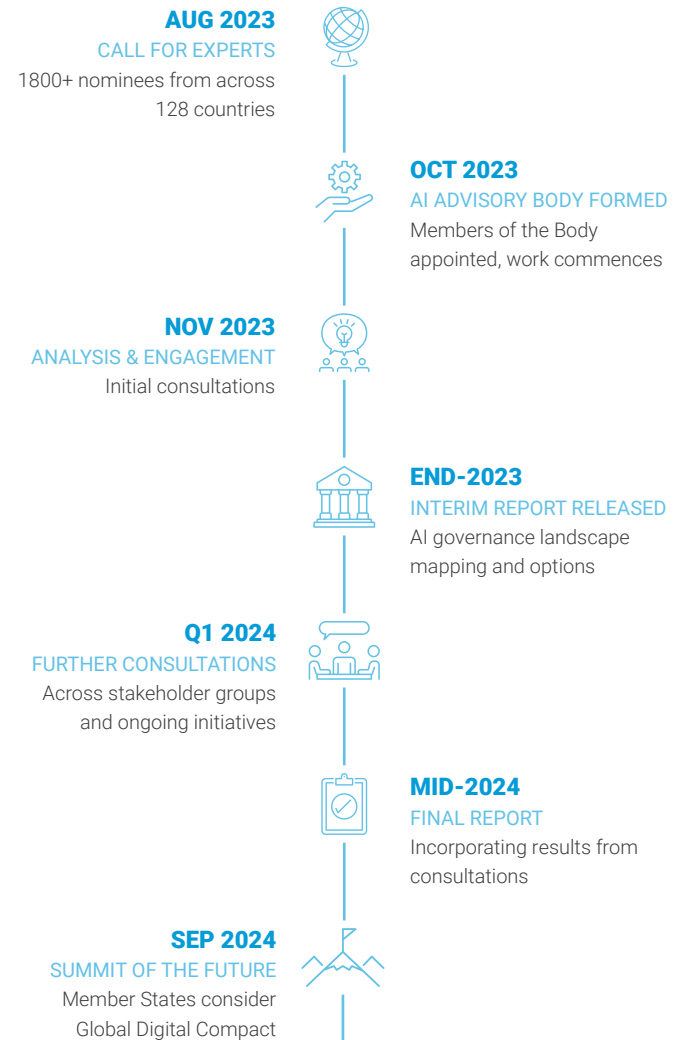 AUG 2023
CALL FOR EXPERTS
1800+ nominees from across
128 countries
OCT 2023
AI ADVISORY BODY FORMED
Members of the Body
appointed, work commences
NOV 2023
ANALYSIS & ENGAGEMENT
Initial consultations
END-2023
INTERIM REPORT RELEASED
AI governance landscape
mapping and options
Q1 2024
FURTHER CONSULTATIONS
Across stakeholder groups
and ongoing initiatives
MID-2024
FINAL REPORT
Incorporating results from
consultations
SEP 2024
SUMMIT OF THE FUTURE
Member States consider
Global Digital Compact